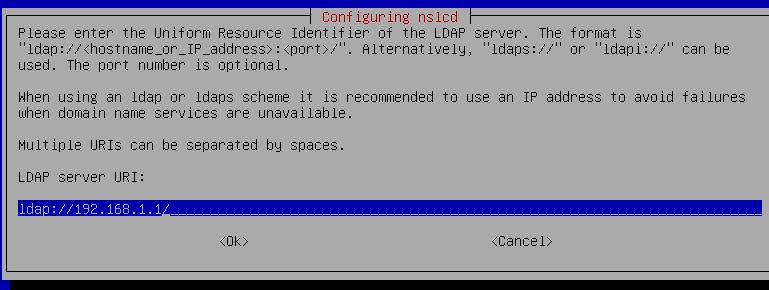 Configuring nslcd
Please enter the Uniform Resource Identifier of the LDAP server. The format is
"ldap://<hostname_or_IP_address>:<port>/". Alternatively, "ldaps://" or "ldapi://" can be
used. The port number is optional.
When using an ldap or ldaps scheme it is recommended to use an IP address to avoid failures
when domain name services are unavailable.
Multiple URIs can be separated by spaces.
LDAP server URI:
ldap://192.168.1.1/
<Ok> <Cancel>